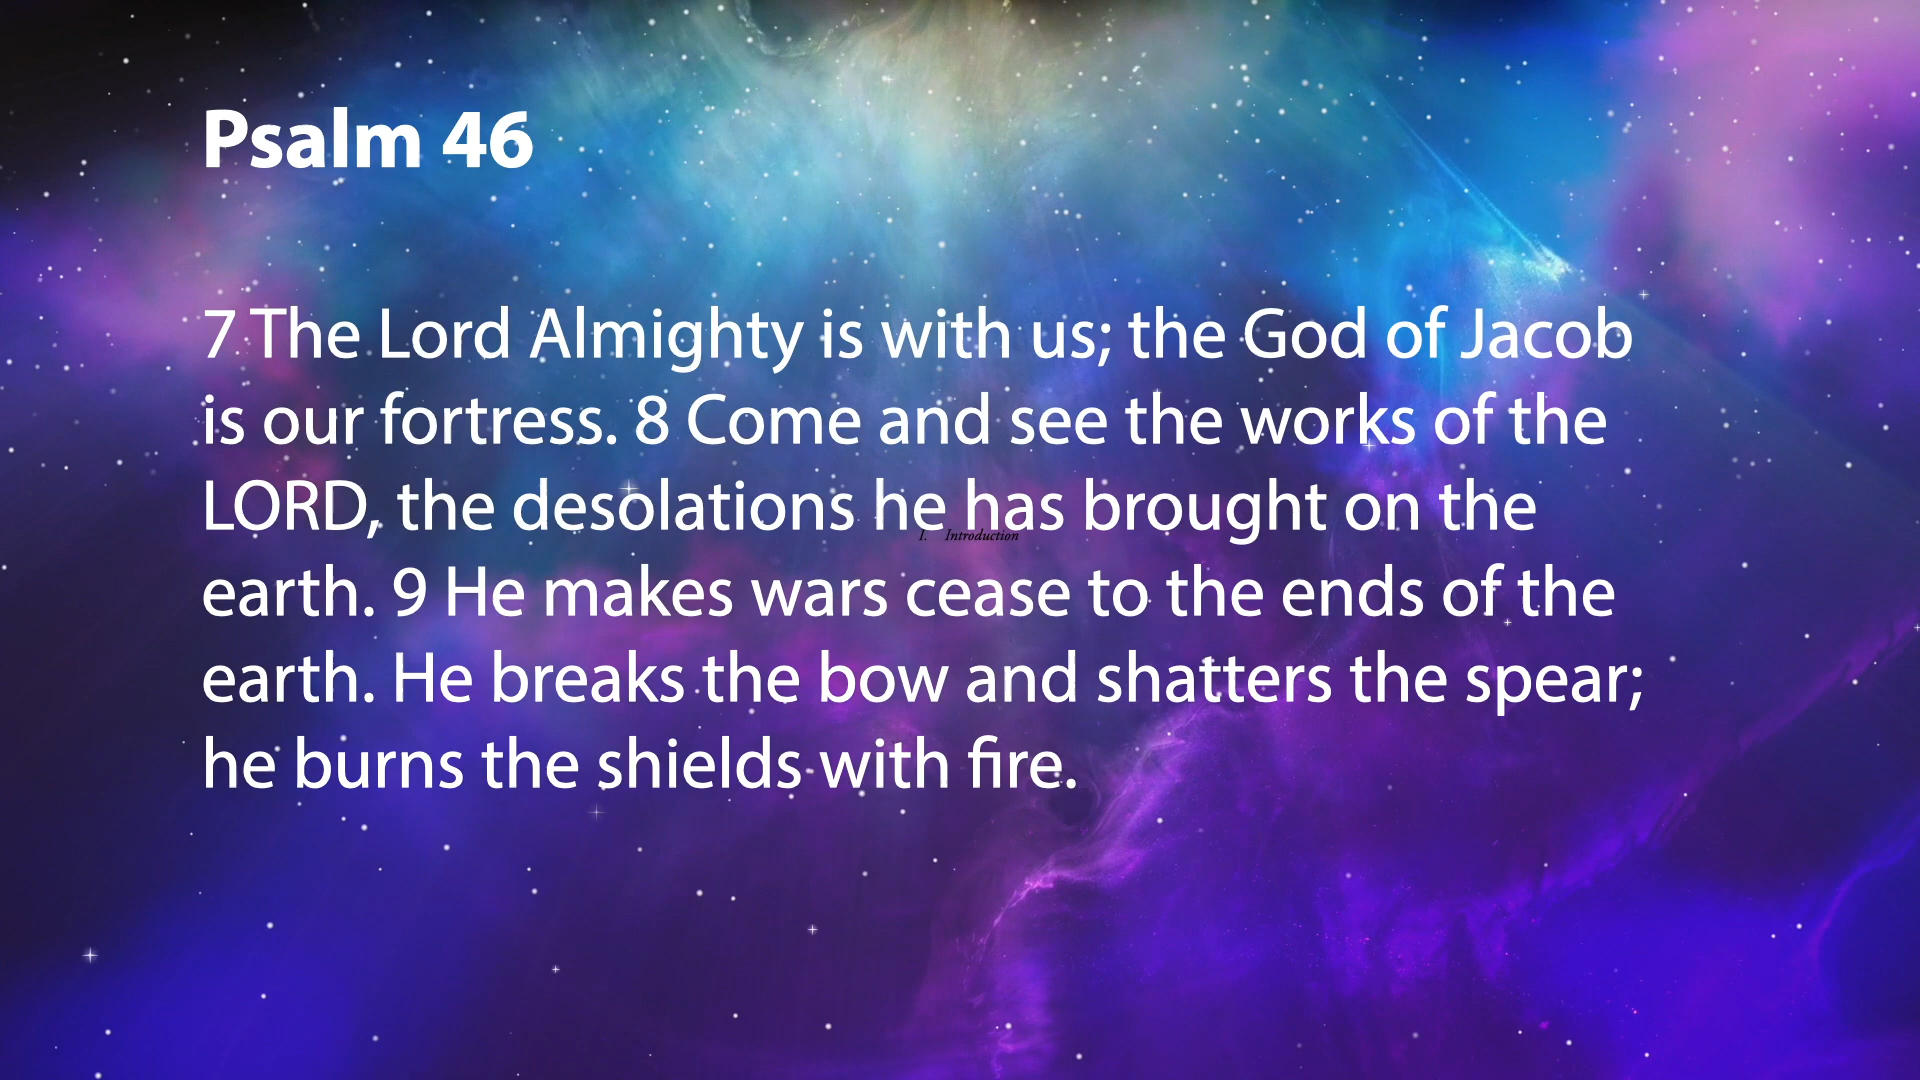 Psalm 46
7 The Lord Almighty is with us; the God of Jacob
is our fortress. 8 Come and see the works of the
LORD, the desolations he has brought on the
I. Introduction
earth. 9 He makes wars cease to the ends of the
earth. He breaks the bow and shatters the spear;
he burns the shields with fire.